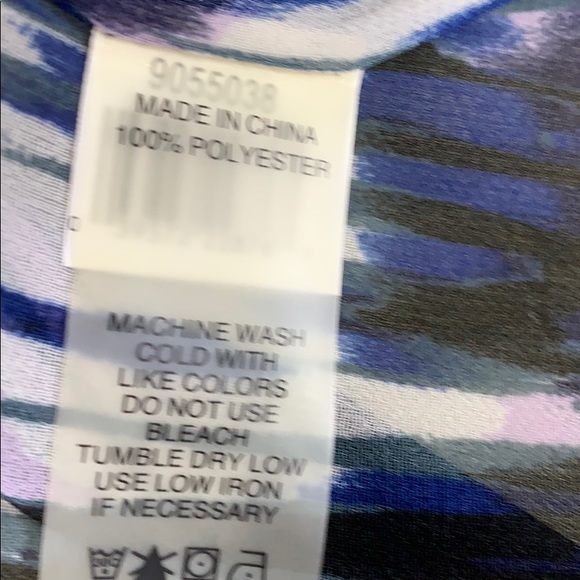 9055038
MADE IN CHINA
100% POLYESTER
MACHINE WASH
COLD WITH
LIKE COLORS
DO NOT USE
BLEACH
TUMBLE DRY LOW
USE LOW IRON
IF NECESSARY